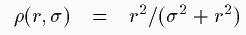 ρ(r, σ) = r²/(σ² + r²)